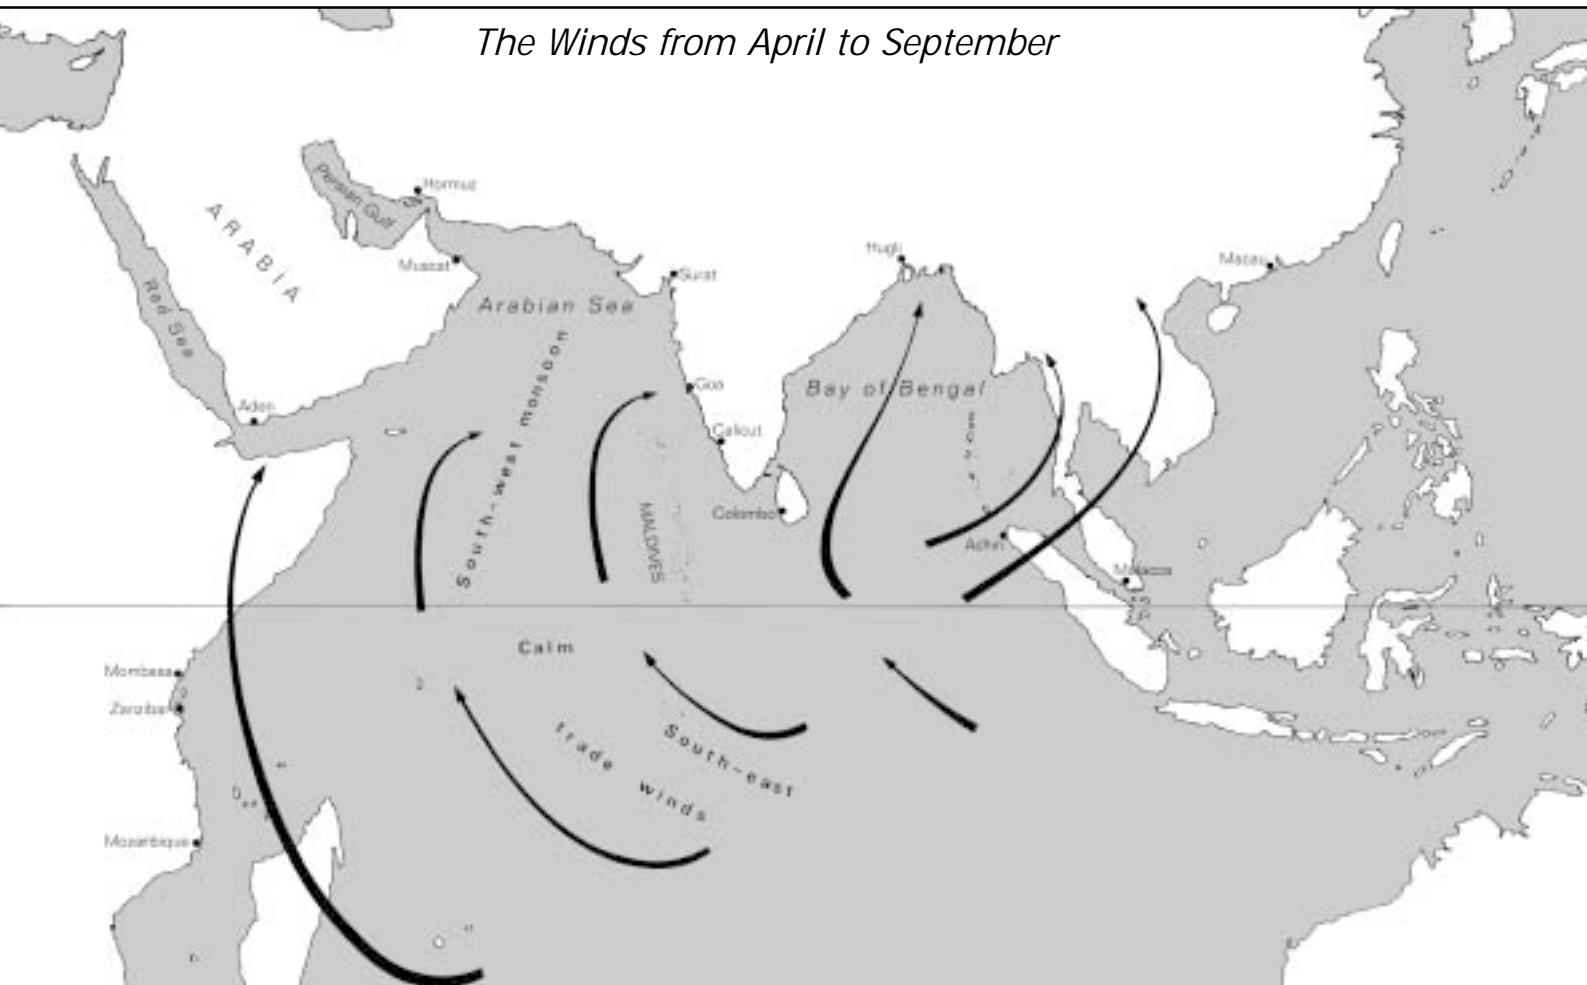 The Winds from April to September
Hormuz
Persian Gulf
ARABIA
Muscat
Surat
Hugli
Macau
Red Sea
Arabian Sea
Aden
Goa
Bay of Bengal
Calicut
South-west monsoon
MALDIVES
Colombo
Achin
Calm
Mombasa
Zanzibar
South-east
trade winds
Mozambique